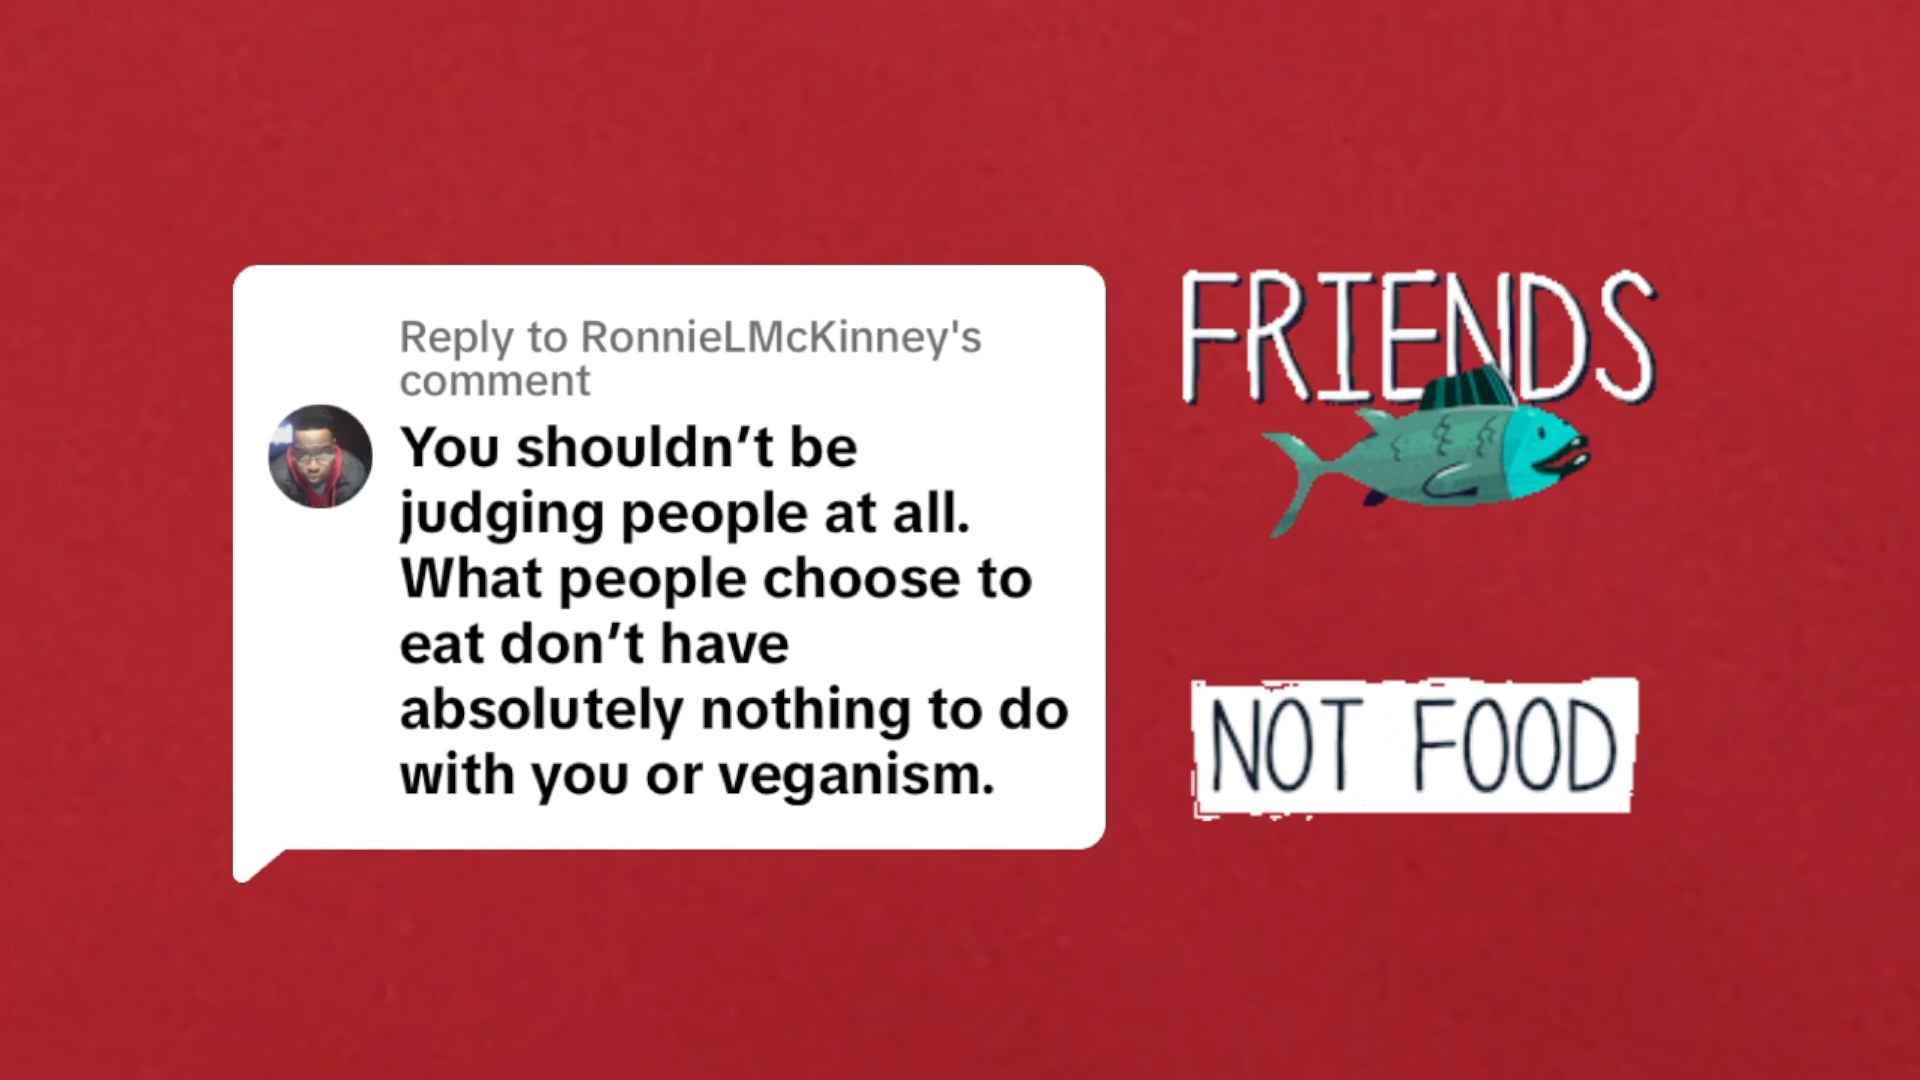 Reply to RonnieLMcKinney's
comment
You shouldn’t be
judging people at all.
What people choose to
eat don’t have
absolutely nothing to do
with you or veganism.
FRIENDS
NOT FOOD